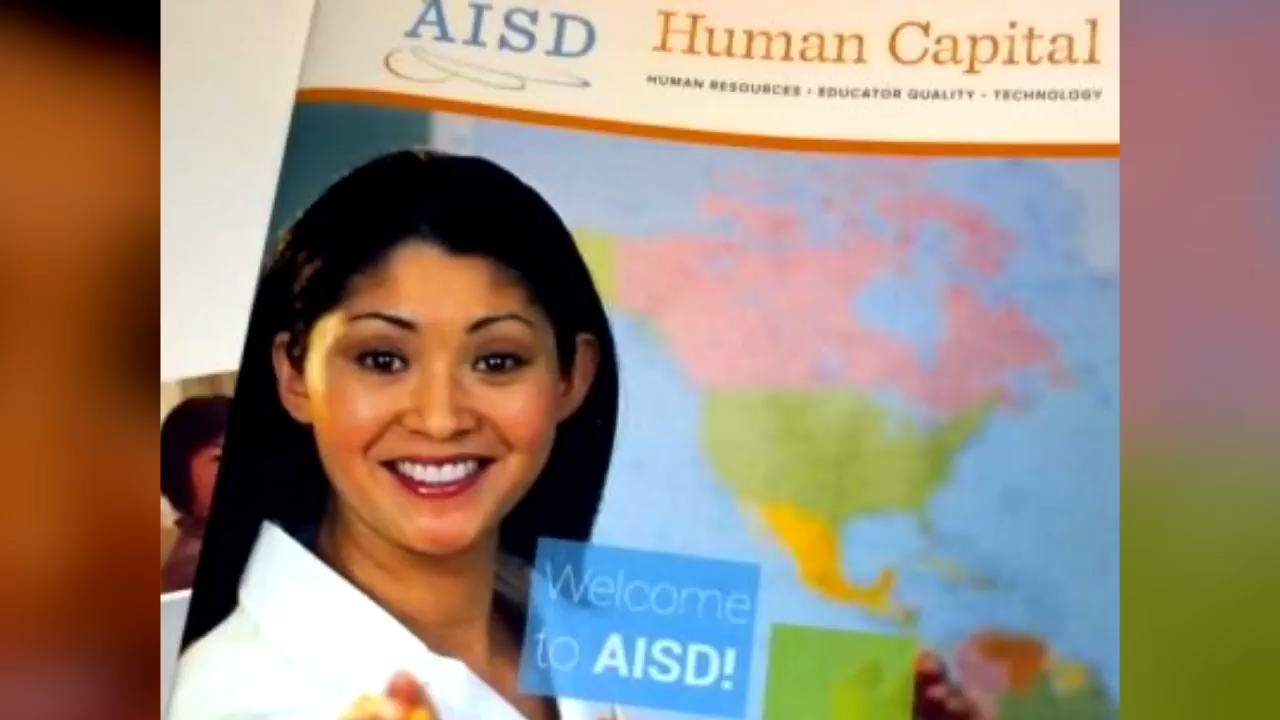 AISD
Human Capital
HUMAN RESOURCES • EDUCATOR QUALITY • TECHNOLOGY
Welcome
to AISD!